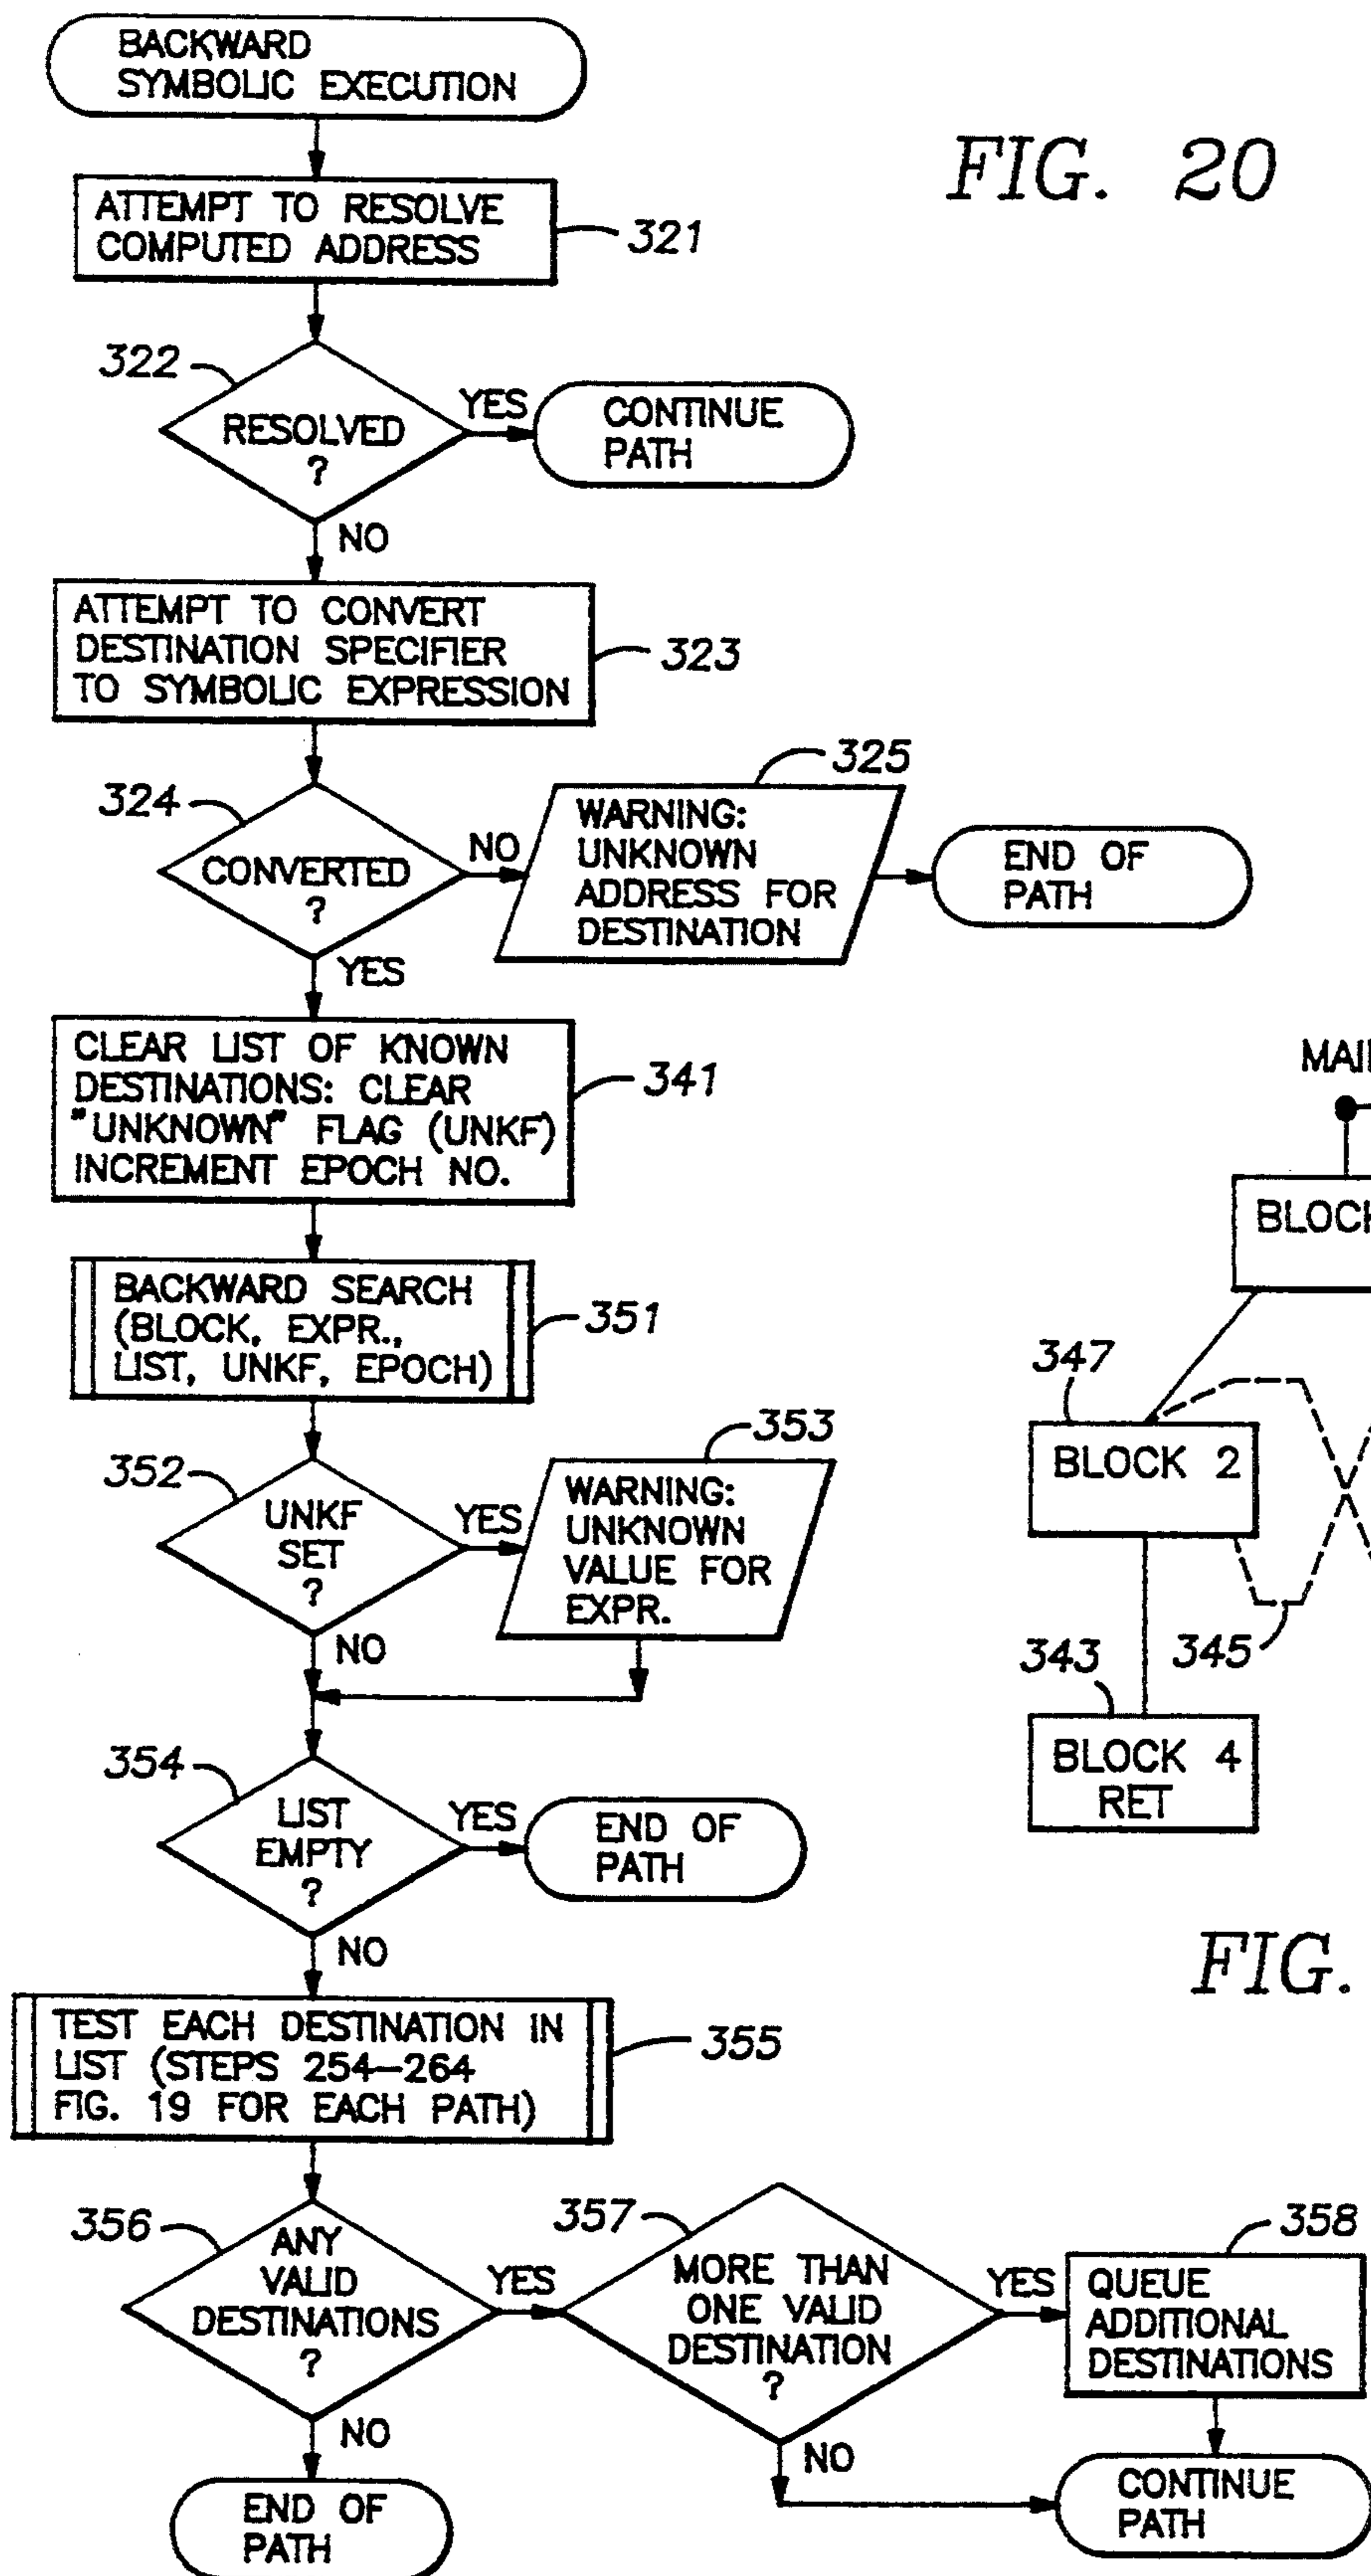 BACKWARD
SYMBOLIC EXECUTION
FIG. 20
ATTEMPT TO RESOLVE
COMPUTED ADDRESS
321
322
RESOLVED
?
YES
CONTINUE
PATH
NO
ATTEMPT TO CONVERT
DESTINATION SPECIFIER
TO SYMBOLIC EXPRESSION
323
324
CONVERTED
?
NO
325
WARNING:
UNKNOWN
ADDRESS FOR
DESTINATION
END OF
PATH
YES
CLEAR LIST OF KNOWN
DESTINATIONS: CLEAR
"UNKNOWN" FLAG (UNKF)
INCREMENT EPOCH NO.
341
BACKWARD SEARCH
(BLOCK, EXPR.,
LIST, UNKF, EPOCH)
351
352
UNKF
SET
?
YES
353
WARNING:
UNKNOWN
VALUE FOR
EXPR.
NO
354
LIST
EMPTY
?
YES
END OF
PATH
NO
TEST EACH DESTINATION IN
LIST (STEPS 254-264
FIG. 19 FOR EACH PATH)
355
356
ANY
VALID
DESTINATIONS
?
YES
357
MORE THAN
ONE VALID
DESTINATION
?
YES
358
QUEUE
ADDITIONAL
DESTINATIONS
NO
END OF
PATH
NO
CONTINUE
PATH
347
BLOCK 2
345
343
BLOCK 4
RET
FIG.